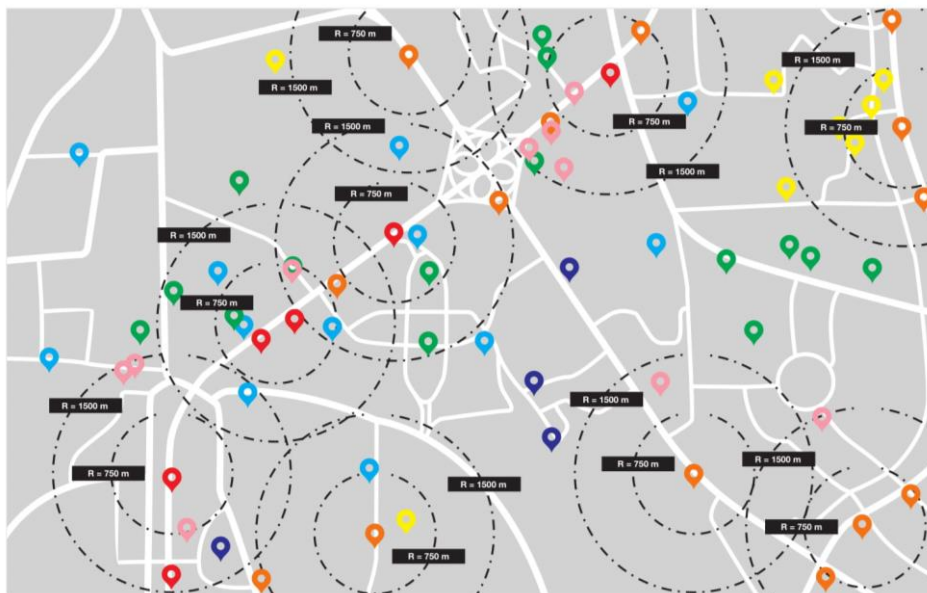 R = 750 m
R = 1500 m
R = 1500 m
R = 1500 m
R = 750 m
R = 750 m
R = 1500 m
R = 1500 m
R = 750 m
R = 750 m
R = 1500 m
R = 1500 m
R = 750 m
R = 750 m
R = 1500 m
R = 1500 m
R = 750 m
R = 750 m